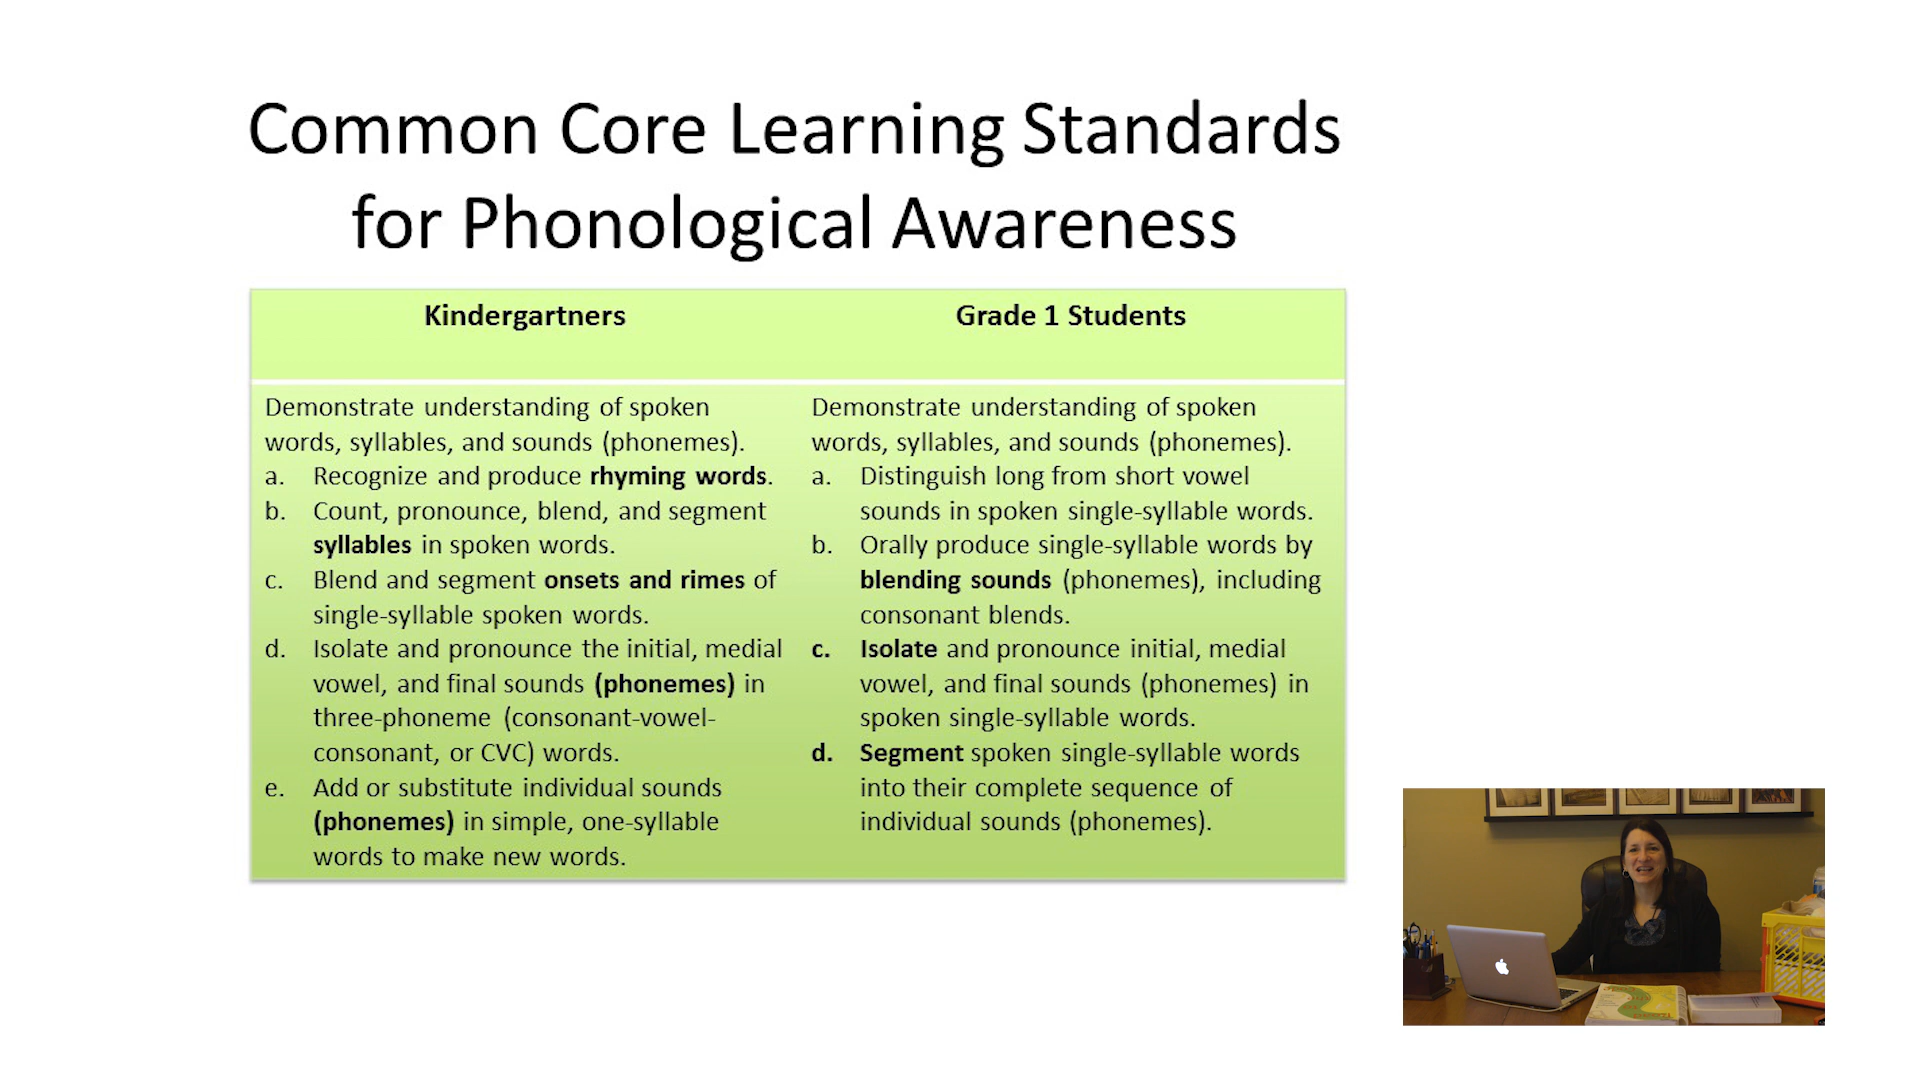 Common Core Learning Standards
for Phonological Awareness
Kindergartners
Demonstrate understanding of spoken
words, syllables, and sounds (phonemes).
a. Recognize and produce rhyming words.
b. Count, pronounce, blend, and segment
syllables in spoken words.
c. Blend and segment onsets and rimes of
single-syllable spoken words.
d. Isolate and pronounce the initial, medial
vowel, and final sounds (phonemes) in
three-phoneme (consonant-vowel-
consonant, or CVC) words.
e. Add or substitute individual sounds
(phonemes) in simple, one-syllable
words to make new words.
Grade 1 Students
Demonstrate understanding of spoken
words, syllables, and sounds (phonemes).
a. Distinguish long from short vowel
sounds in spoken single-syllable words.
b. Orally produce single-syllable words by
blending sounds (phonemes), including
consonant blends.
c. Isolate and pronounce initial, medial
vowel, and final sounds (phonemes) in
spoken single-syllable words.
d. Segment spoken single-syllable words
into their complete sequence of
individual sounds (phonemes).